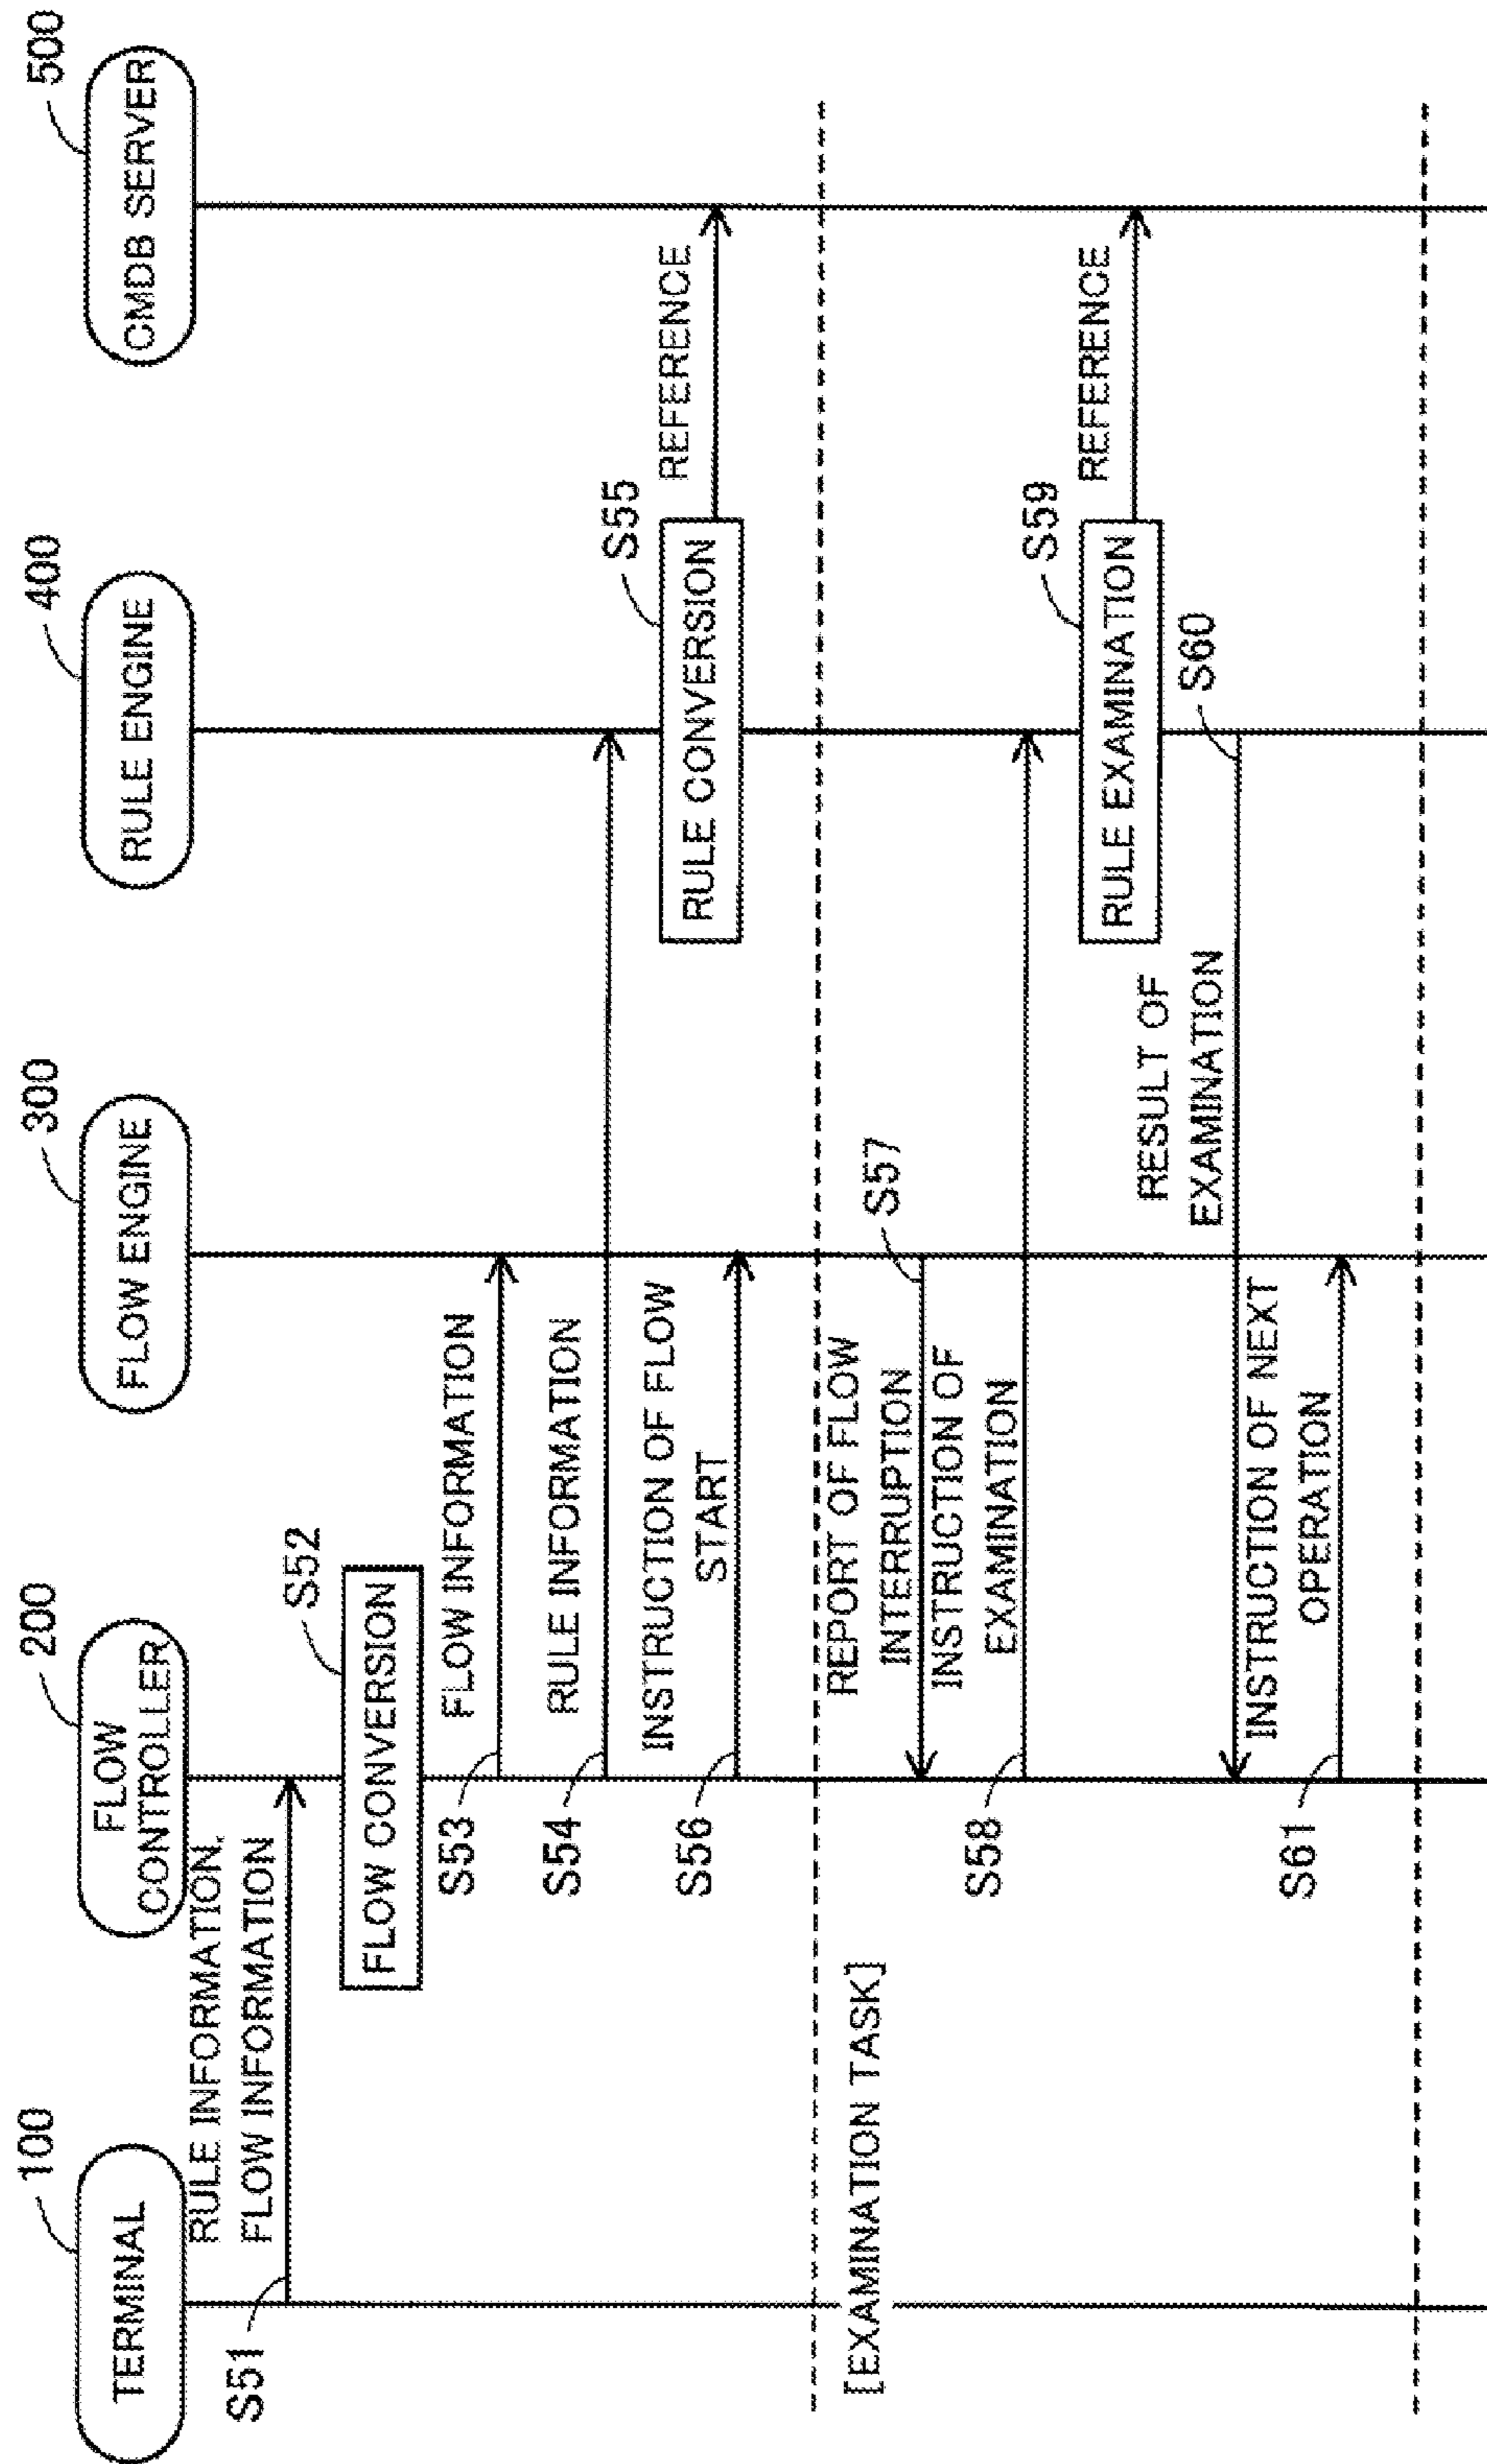 100
TERMINAL
200
FLOW
CONTROLLER
300
FLOW ENGINE
400
RULE ENGINE
500
CMDB SERVER
RULE INFORMATION,
FLOW INFORMATION
S51
S52
FLOW CONVERSION
S53
FLOW INFORMATION
S54
RULE INFORMATION
S55
RULE CONVERSION
REFERENCE
S56
INSTRUCTION OF FLOW
START
[EXAMINATION TASK]
REPORT OF FLOW
INTERRUPTION
S57
INSTRUCTION OF
EXAMINATION
S58
S59
RULE EXAMINATION
REFERENCE
S60
RESULT OF
EXAMINATION
INSTRUCTION OF NEXT
OPERATION
S61